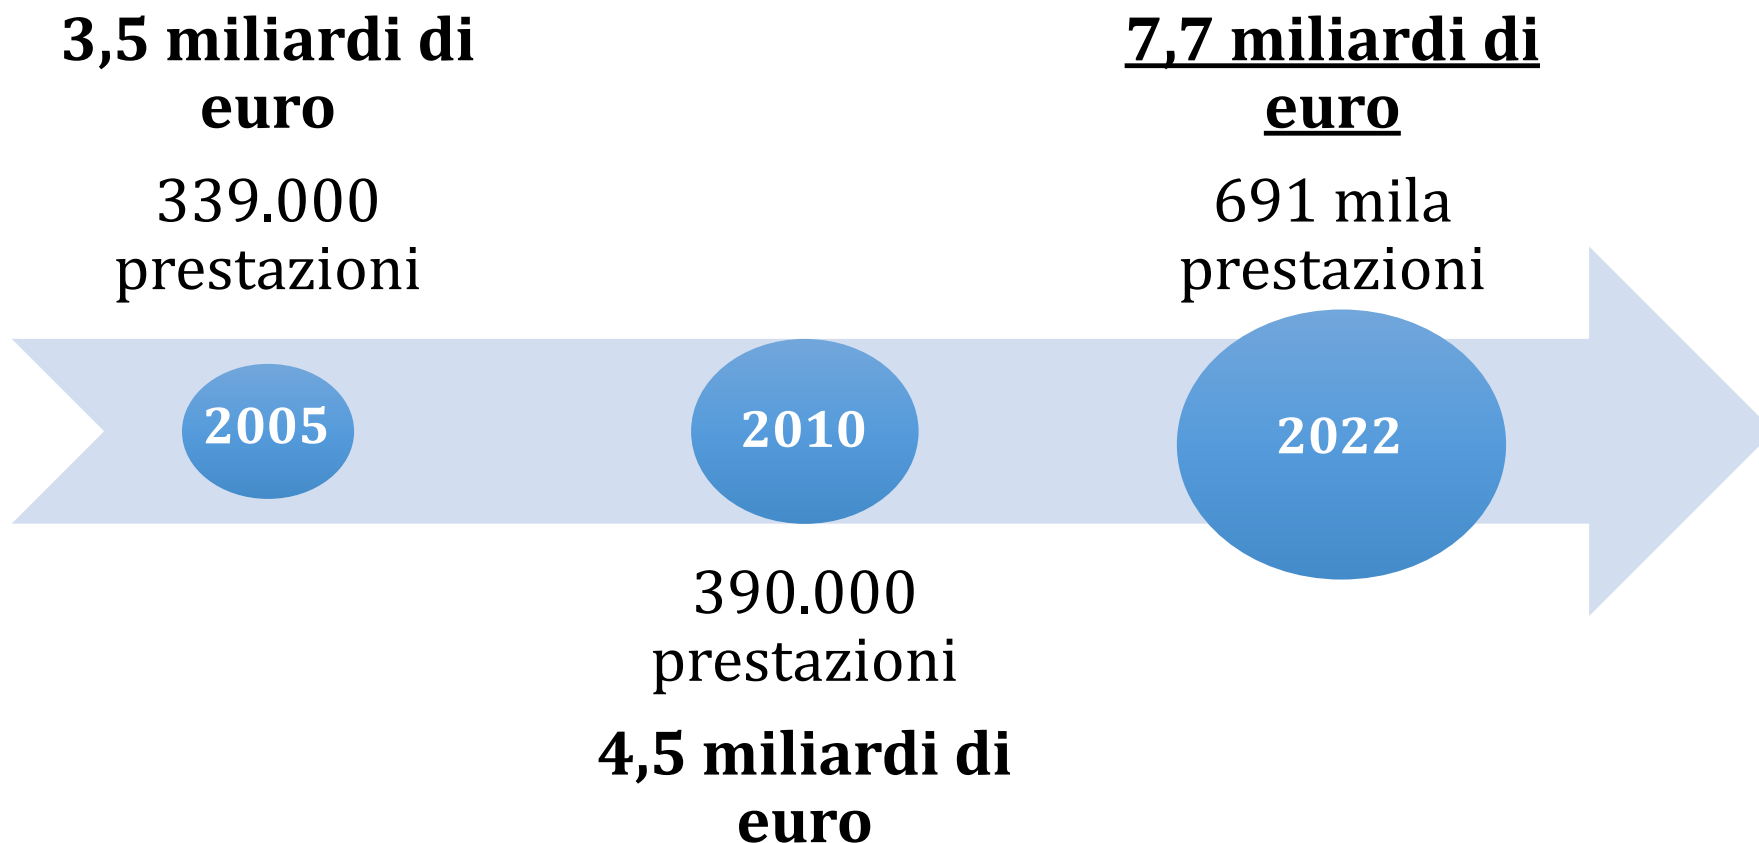 3,5 miliardi di
euro
339.000
prestazioni
2005
2010
390.000
prestazioni
4,5 miliardi di
euro
7,7 miliardi di
euro
691 mila
prestazioni
2022